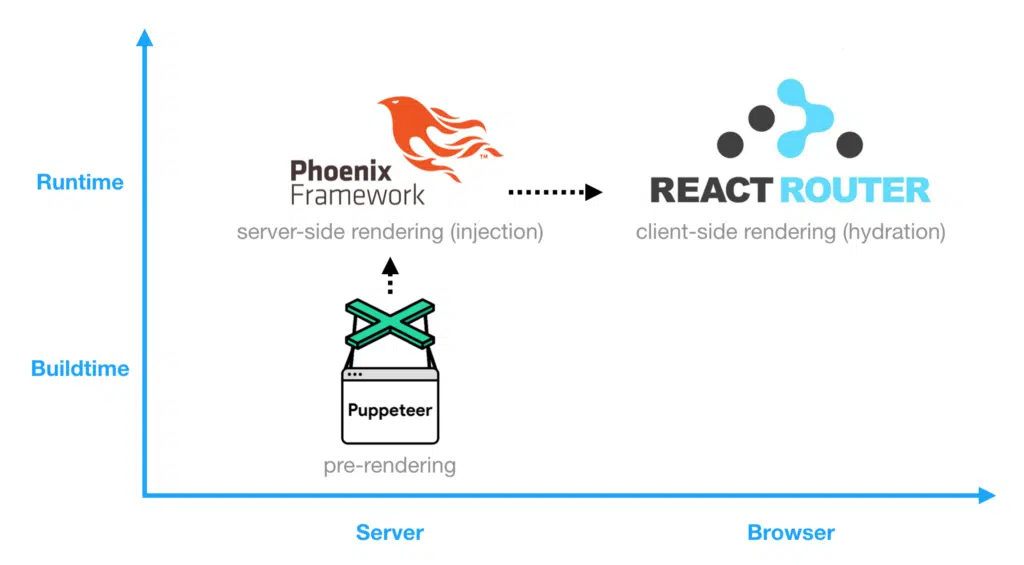 Runtime
Phoenix
Framework
TM
server-side rendering (injection)
REACT ROUTER
client-side rendering (hydration)
Buildtime
Puppeteer
pre-rendering
Server
Browser